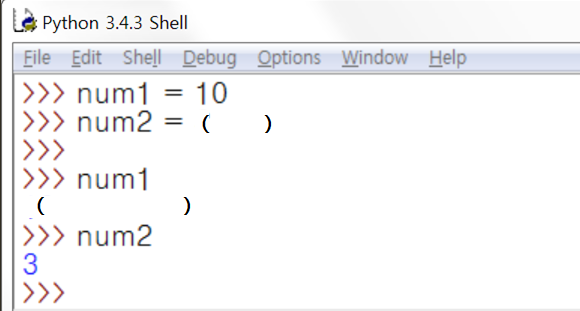 Python 3.4.3 Shell
File Edit Shell Debug Options Window Help
>>> num1 = 10
>>> num2 = (    )
>>>
>>> num1
(          )
>>> num2
3
>>>